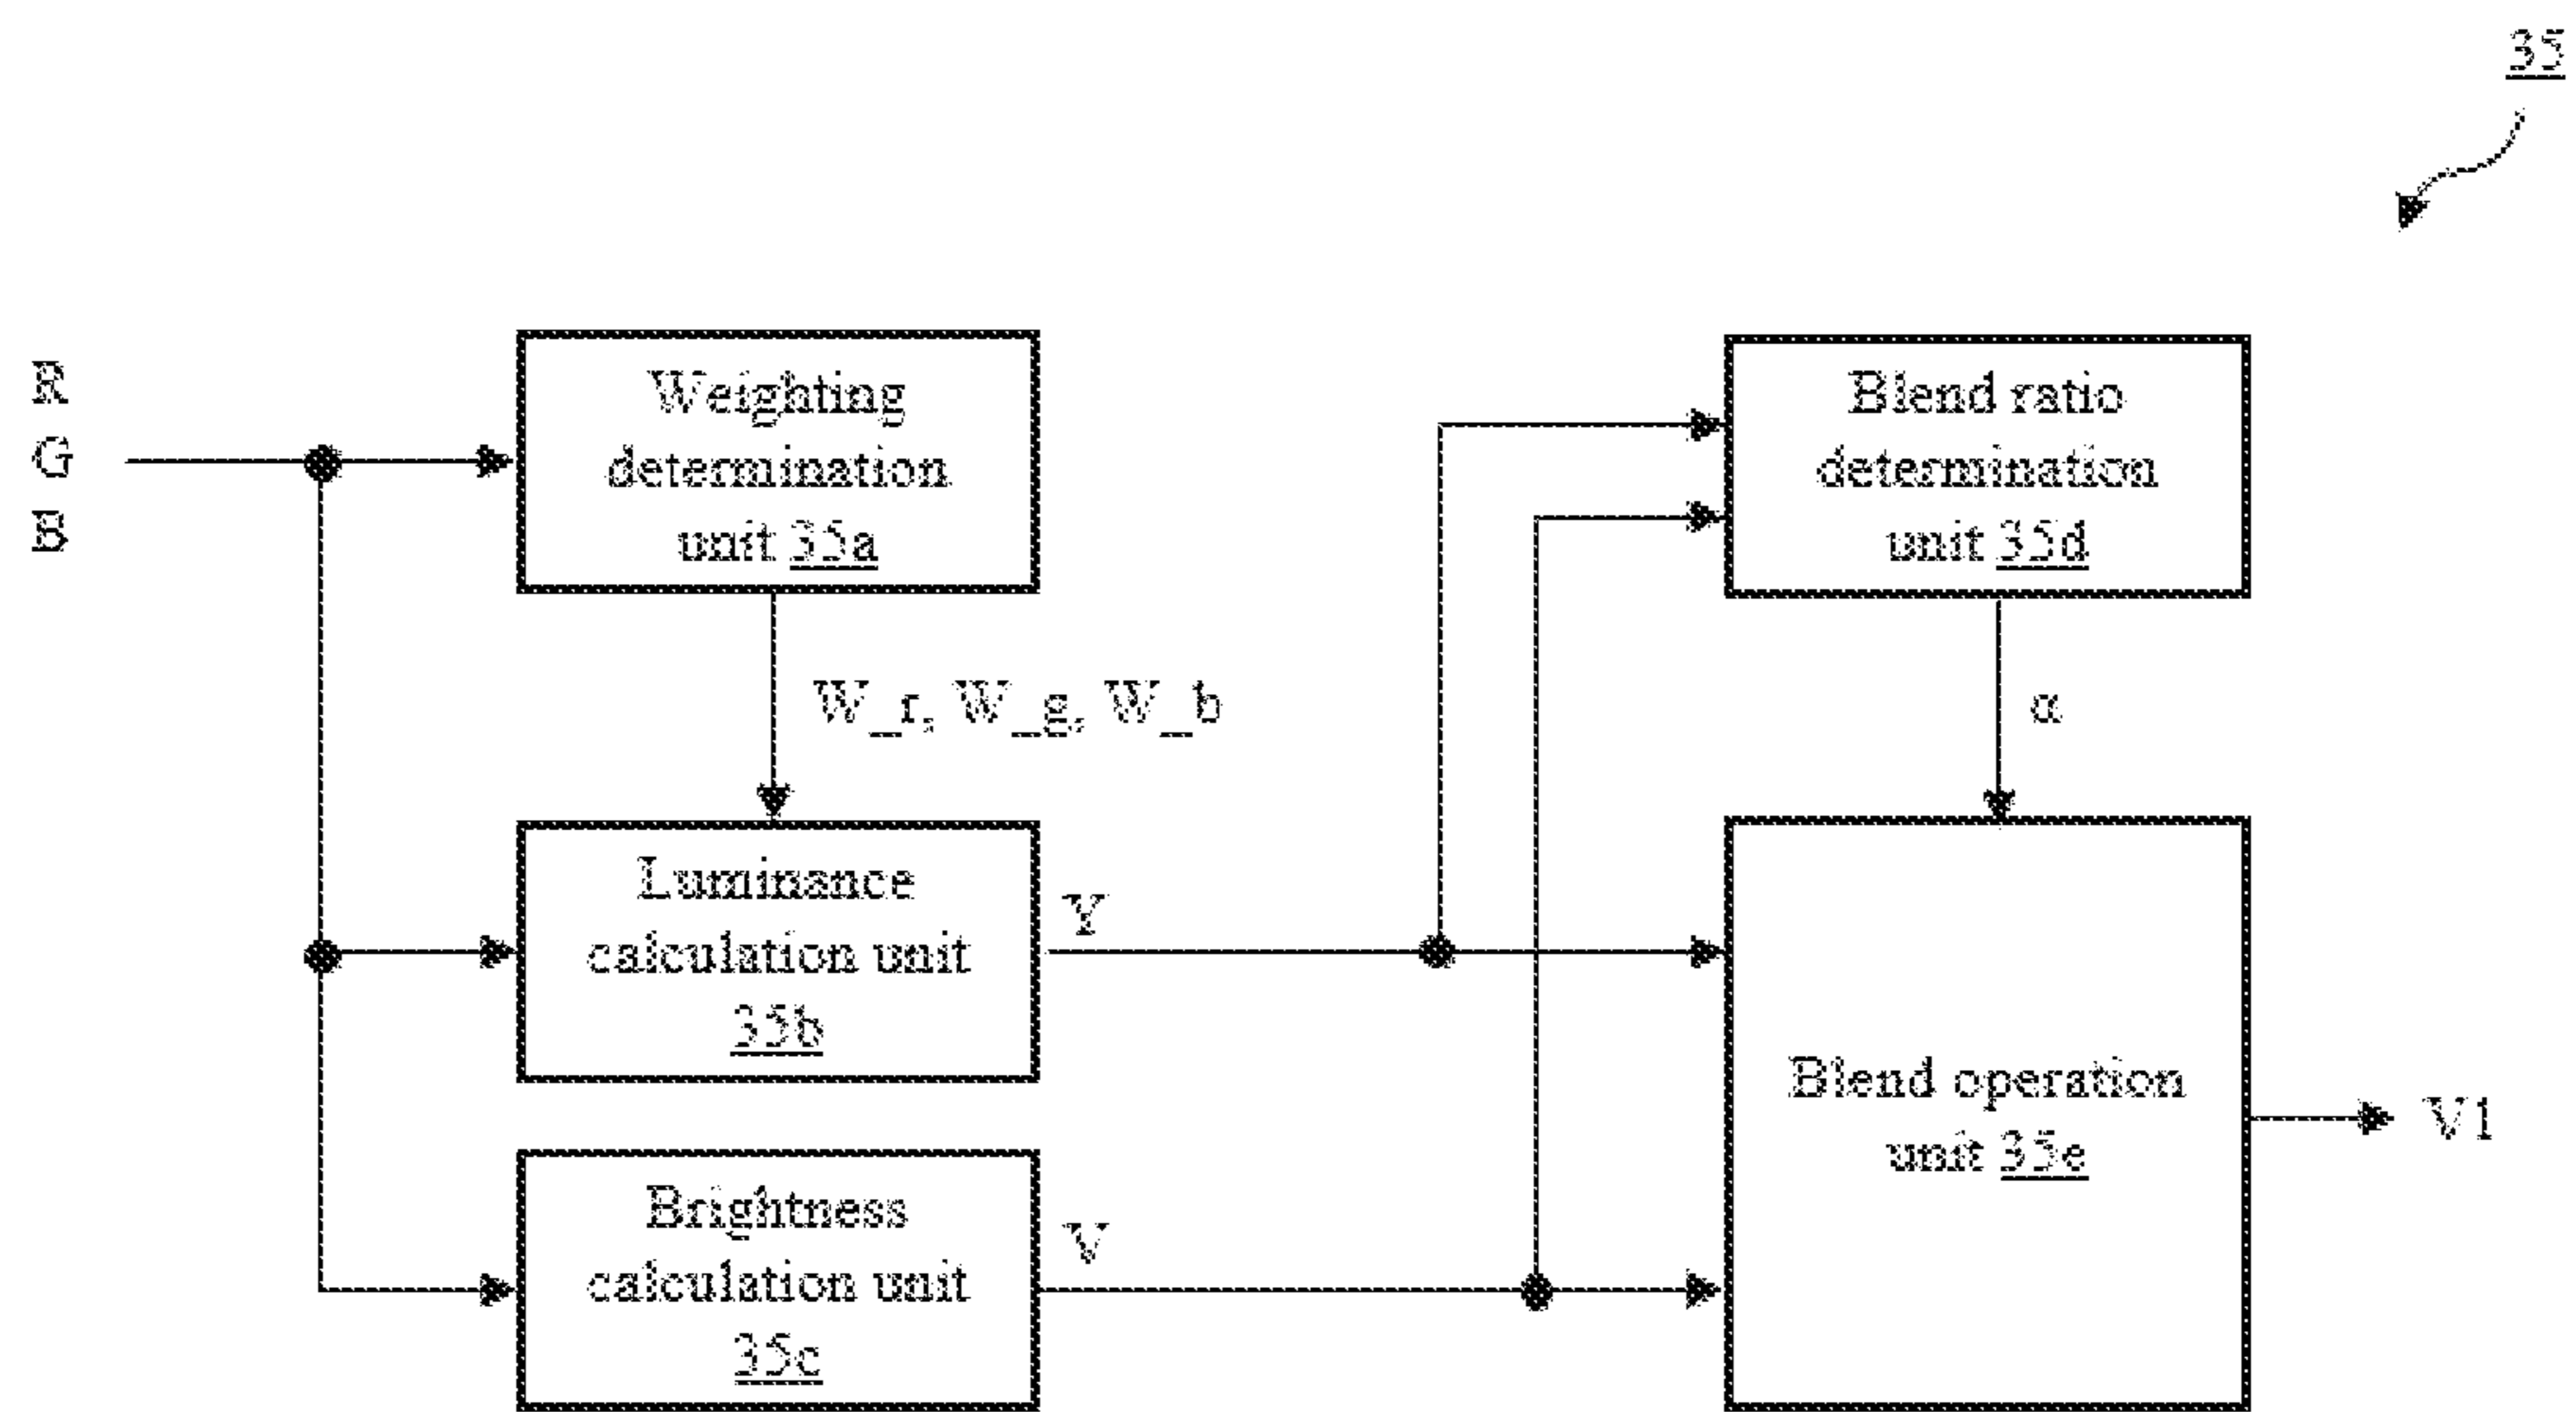 35
R
G
B
Weighting
determination
unit 35a
Blend ratio
determination
unit 35d
W_r, W_g, W_b
α
Luminance
calculation unit
35b
Y
Brightness
calculation unit
35c
V
Blend operation
unit 35e
V1